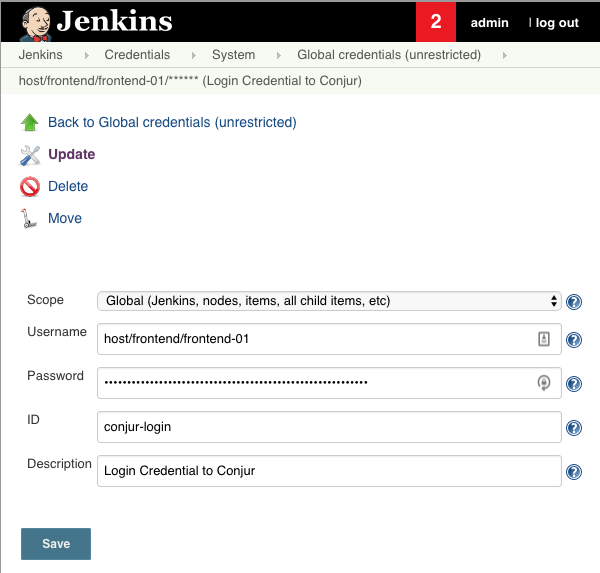 Jenkins 2 admin | log out
Jenkins Credentials System Global credentials (unrestricted)
host/frontend/frontend-01/****** (Login Credential to Conjur)
Back to Global credentials (unrestricted)
Update
Delete
Move
Scope Global (Jenkins, nodes, items, all child items, etc) ?
Username host/frontend/frontend-01 ?
Password •••••••••••••••••••••••••••••••••••••••••••••••••••••••••• ?
ID conjur-login ?
Description Login Credential to Conjur ?
Save